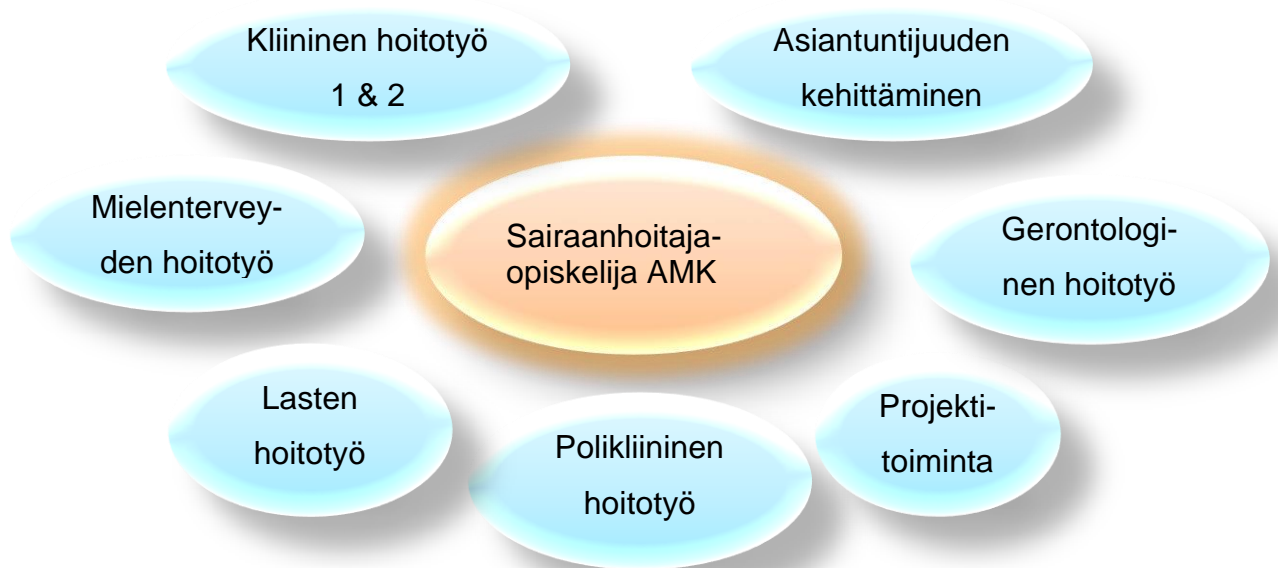 Kliininen hoitotyö
1 & 2
Asiantuntijuuden
kehittäminen
Mielentervey-
den hoitotyö
Sairaanhoitaja-
opiskelija AMK
Gerontologi-
nen hoitotyö
Lasten
hoitotyö
Polikliininen
hoitotyö
Projekti-
toiminta